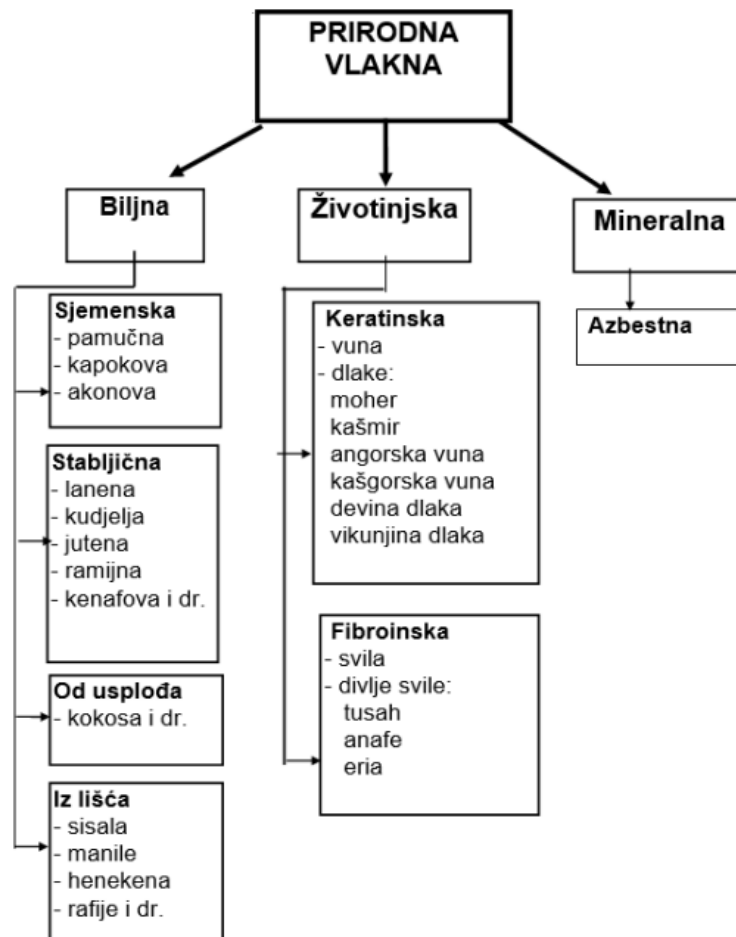 PRIRODNA
VLAKNA
Biljna
Sjemenska
- pamučna
- kapokova
- akonova
Stabljična
- lanena
- kudjelja
- jutena
- ramijna
- kenafova i dr.
Od usplođa
- kokosa i dr.
Iz lišća
- sisala
- manile
- henekena
- rafije i dr.
Životinjska
Keratinska
- vuna
- dlake:
moher
kašmir
angorska vuna
kašgorska vuna
devina dlaka
vikunjina dlaka
Fibroinska
- svila
- divlje svile:
tusah
anafe
eria
Mineralna
Azbestna